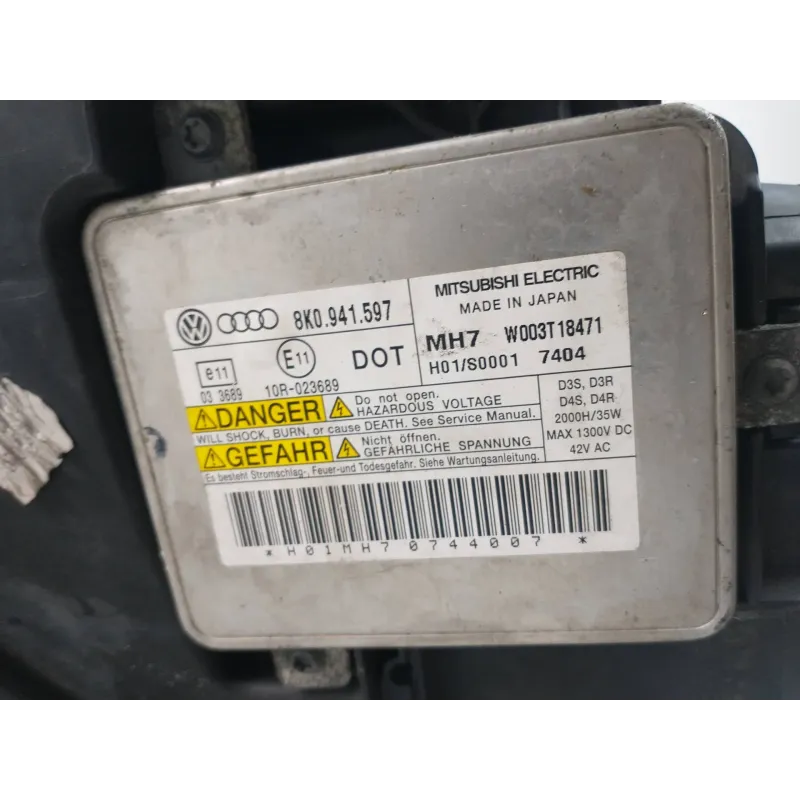 8K0.941.597
e11
03 3689
E11
10R-023689
DOT
MITSUBISHI ELECTRIC
MADE IN JAPAN
MH7 W003T18471
H01/S0001 7404
DANGER Do not open.
HAZARDOUS VOLTAGE
WILL SHOCK, BURN, or cause DEATH. See Service Manual.
GEFAHR Nicht öffnen.
GEFÄHRLICHE SPANNUNG
Es besteht Stromschlag-, Feuer-und Todesgefahr. Siehe Wartungsanleitung.
D3S, D3R
D4S, D4R
2000H/35W
MAX 1300V DC
42V AC
* H01MH7 0744007 *